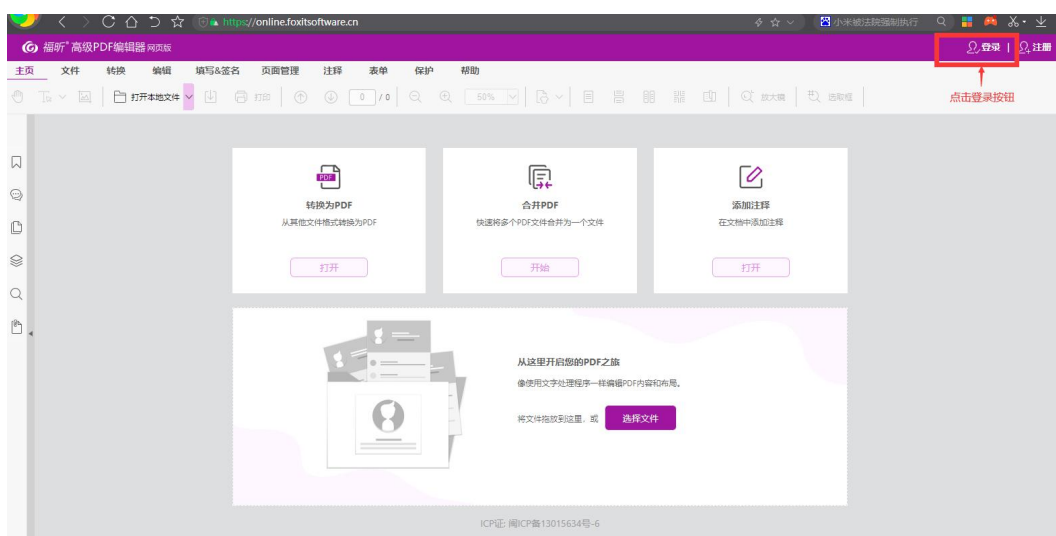 https://online.foxitsoftware.cn
小米被法院强制执行
福昕 高级PDF编辑器 网页版
登录 | 注册
主页 文件 转换 编辑 填写&签名 页面管理 注释 表单 保护 帮助
打开本地文件 打印 0 / 0 50% 放大镜 选取框
点击登录按钮
PDF
转换为PDF 合并PDF 添加注释
从其他文件格式转换为PDF 快速将多个PDF文件合并为一个文件 在文档中添加注释
打开 开始 打开
从这里开启您的PDF之旅
像使用文字处理程序一样编辑PDF内容和布局。
将文件拖放到这里，或 选择文件
ICP证: 闽ICP备13015634号-6